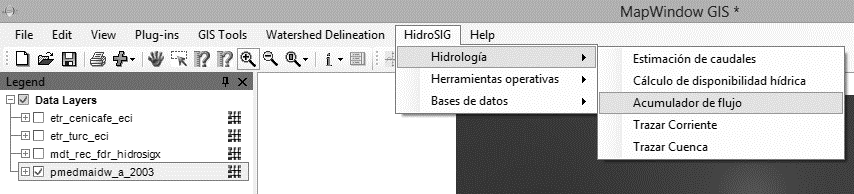 MapWindow GIS *
File Edit View Plug-ins GIS Tools Watershed Delineation HidroSIG Help
Hidrología
Herramientas operativas
Bases de datos
Estimación de caudales
Cálculo de disponibilidad hídrica
Acumulador de flujo
Trazar Corriente
Trazar Cuenca
Legend
Data Layers
etr_cenicafe_eci
etr_turc_eci
mdt_rec_fdr_hidrosigx
pmedmaidw_a_2003